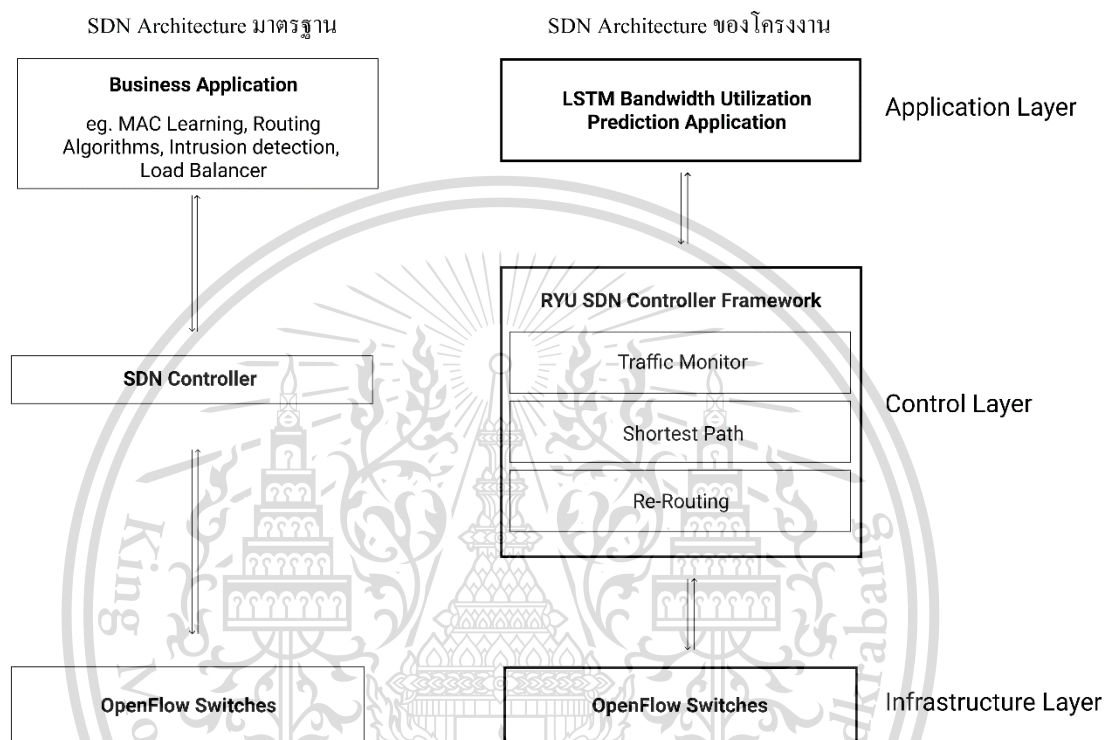 SDN Architecture มาตรฐาน
Business Application
eg. MAC Learning, Routing
Algorithms, Intrusion detection,
Load Balancer
SDN Controller
OpenFlow Switches
SDN Architecture ของโครงงาน
LSTM Bandwidth Utilization
Prediction Application
RYU SDN Controller Framework
Traffic Monitor
Shortest Path
Re-Routing
OpenFlow Switches
Application Layer
Control Layer
Infrastructure Layer
King Mo
rabang